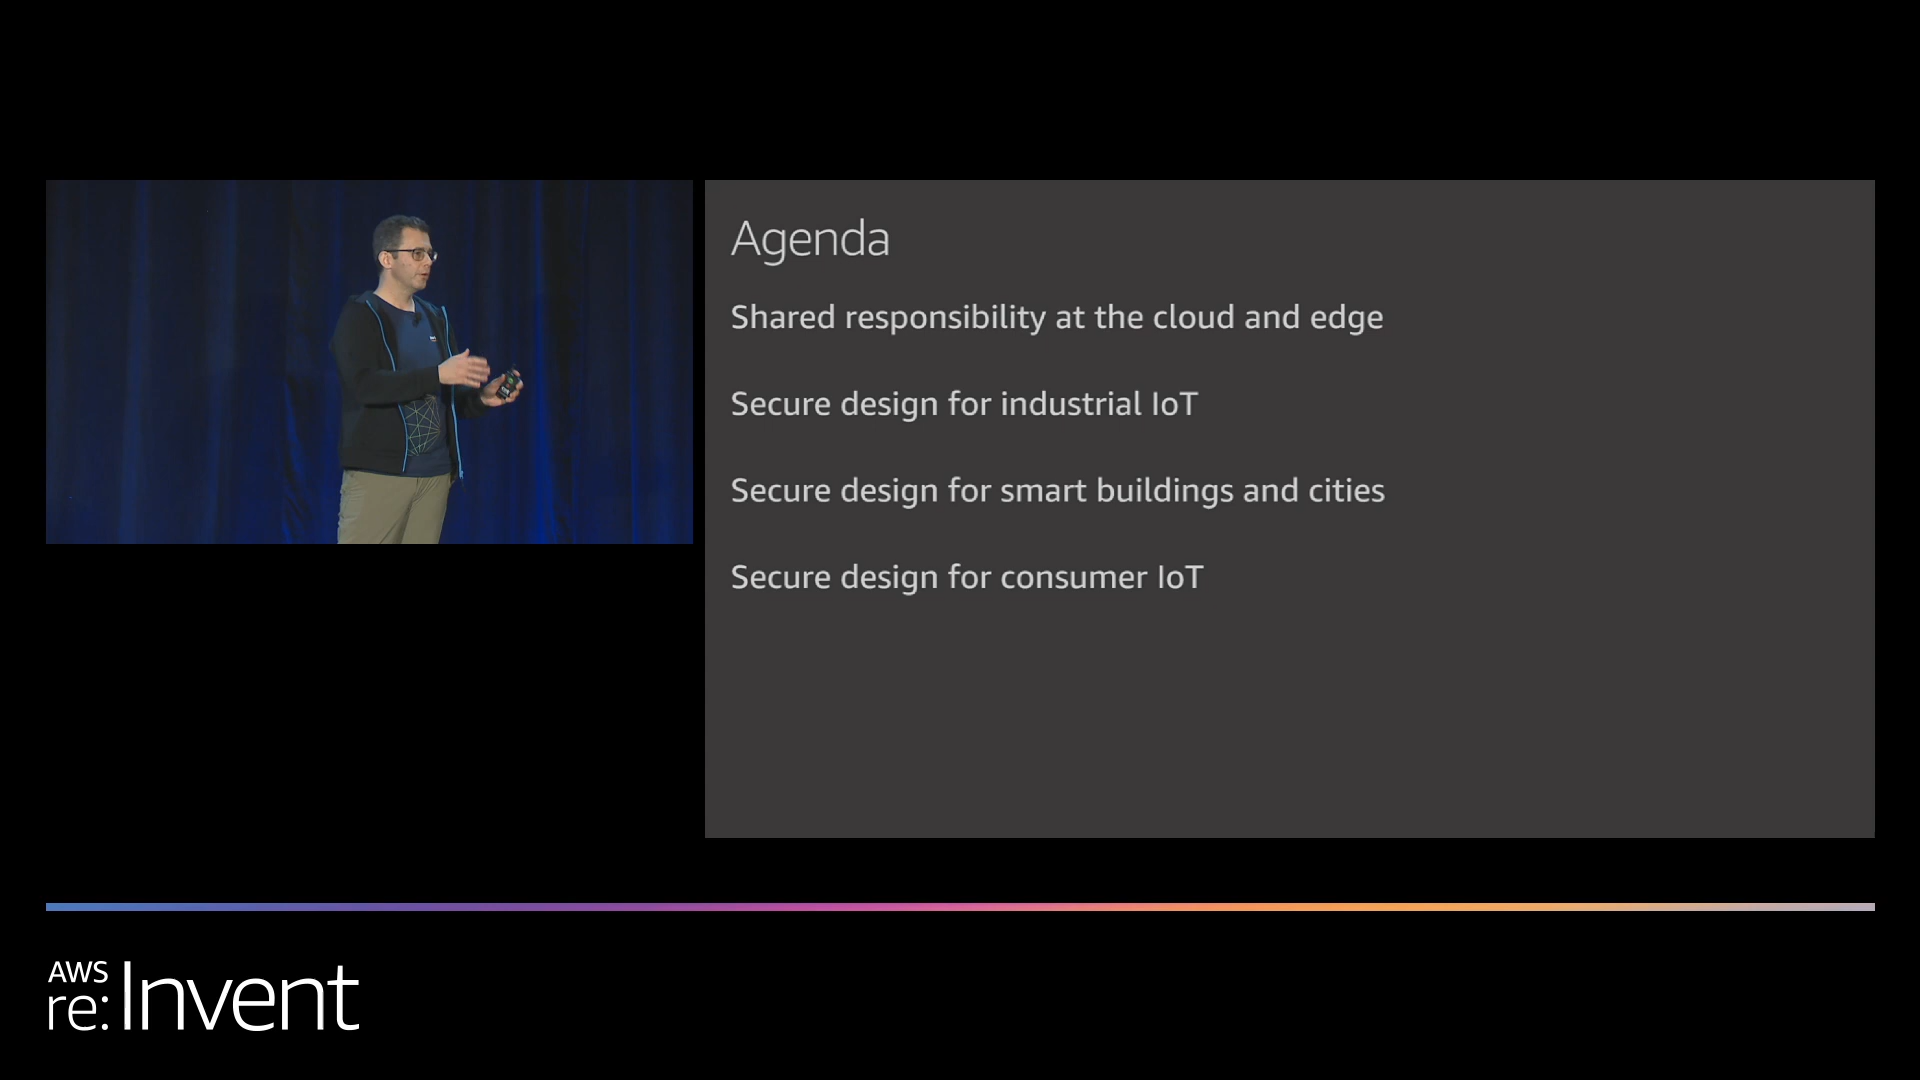 Agenda
Shared responsibility at the cloud and edge
Secure design for industrial IoT
Secure design for smart buildings and cities
Secure design for consumer IoT
AWS
re:Invent